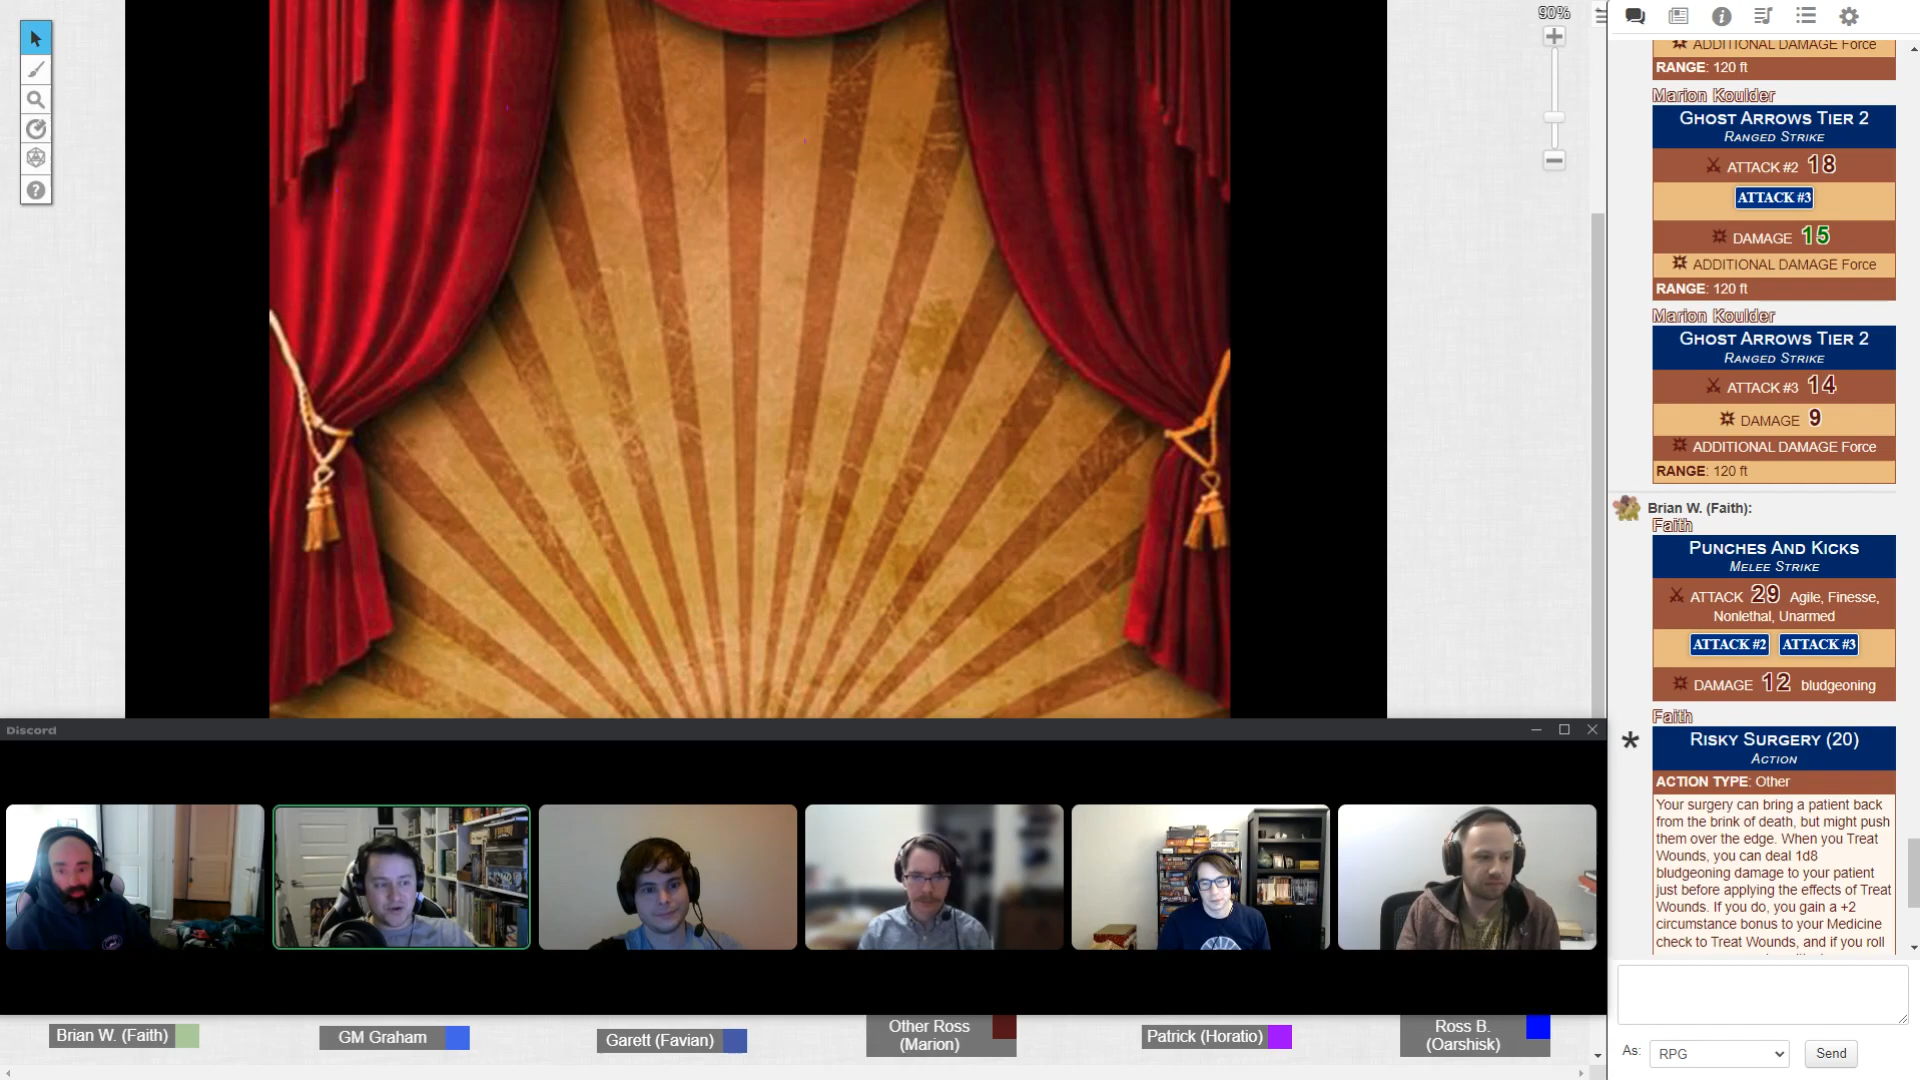 90%
ADDITIONAL DAMAGE Force
RANGE: 120 ft
Marion Koulder
GHOST ARROWS TIER 2
RANGED STRIKE
ATTACK #2 18
ATTACK #3
DAMAGE 15
ADDITIONAL DAMAGE Force
RANGE: 120 ft
Marion Koulder
GHOST ARROWS TIER 2
RANGED STRIKE
ATTACK #3 14
DAMAGE 9
ADDITIONAL DAMAGE Force
RANGE: 120 ft
Brian W. (Faith):
Faith
PUNCHES AND KICKS
MELEE STRIKE
ATTACK 29 Agile, Finesse,
Nonlethal, Unarmed
ATTACK #2 ATTACK #3
DAMAGE 12 bludgeoning
Faith
RISKY SURGERY (20)
ACTION
ACTION TYPE: Other
Your surgery can bring a patient back
from the brink of death, but might push
them over the edge. When you Treat
Wounds, you can deal 1d8
bludgeoning damage to your patient
just before applying the effects of Treat
Wounds. If you do, you gain a +2
circumstance bonus to your Medicine
check to Treat Wounds, and if you roll
As: RPG Send
Discord
Brian W. (Faith)
GM Graham
Garett (Favian)
Other Ross
(Marion)
Patrick (Horatio)
Ross B.
(Oarshisk)